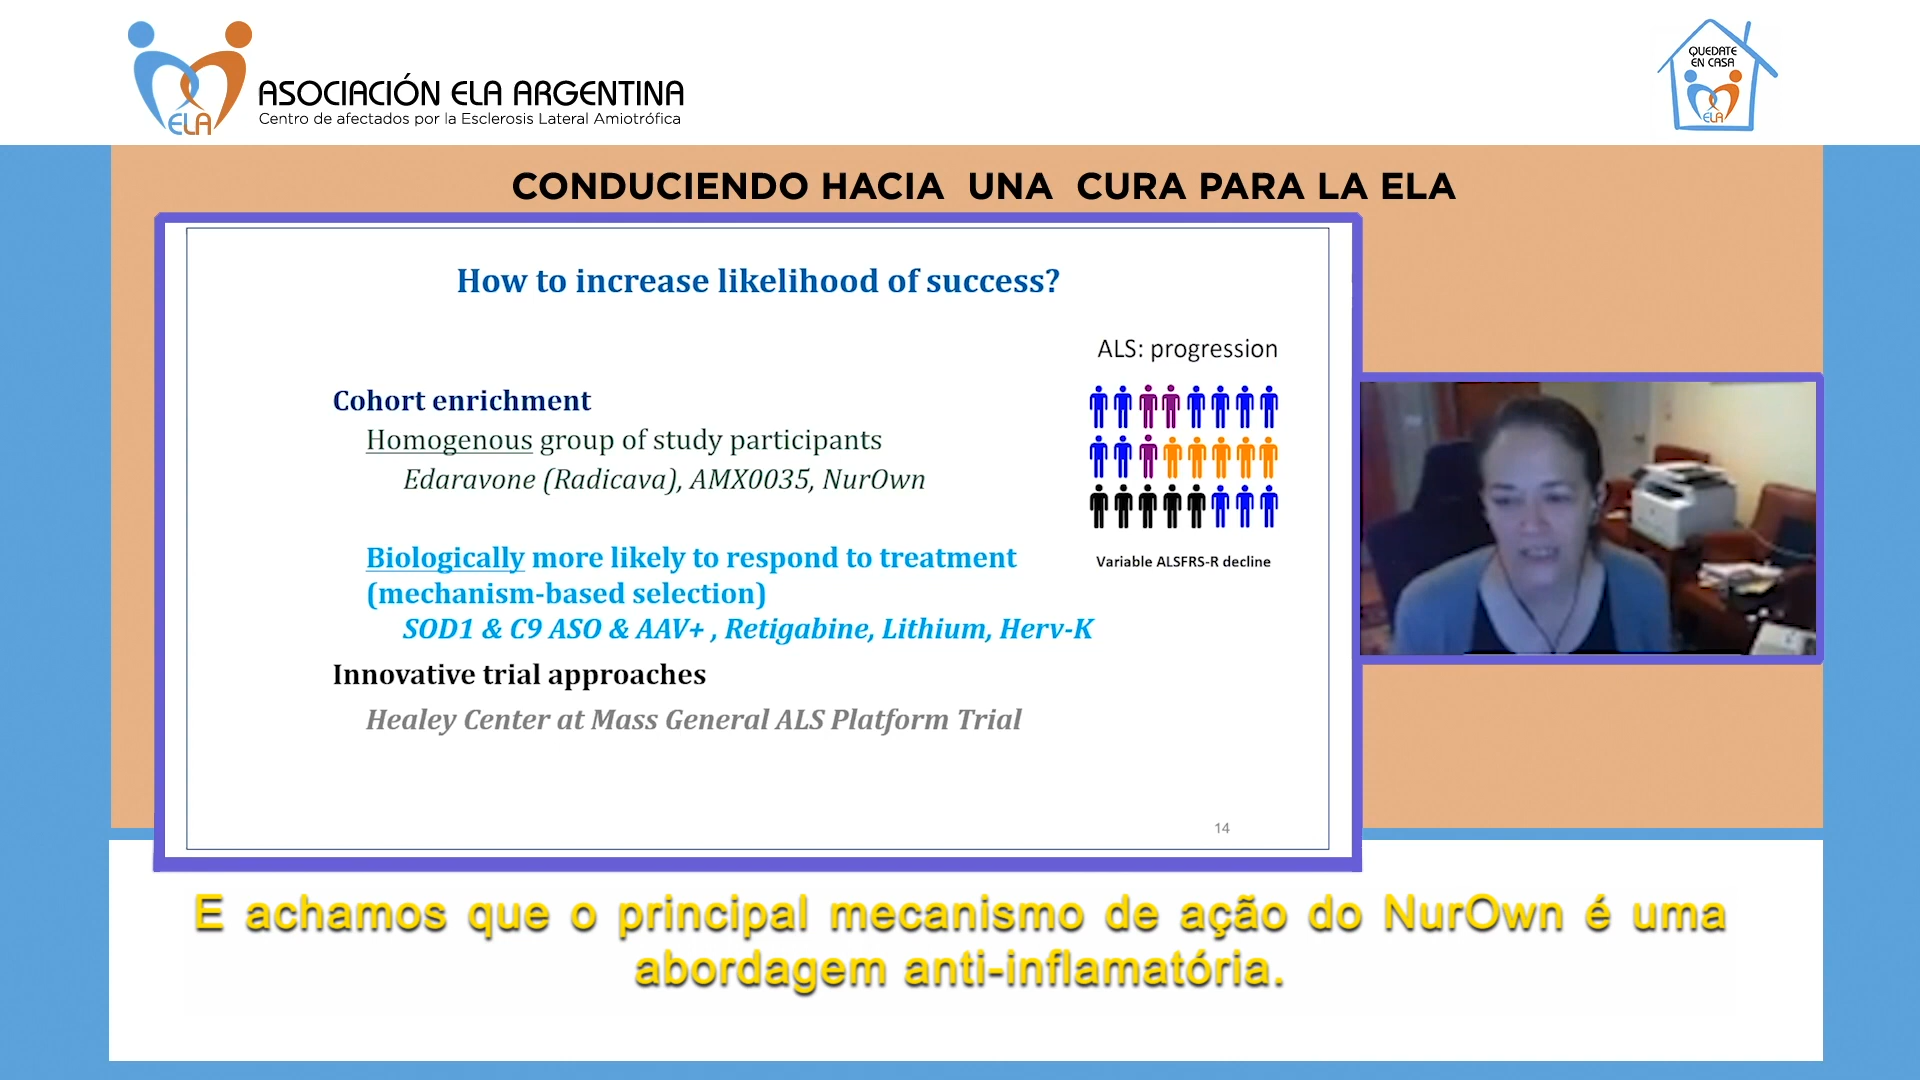 ASOCIACIÓN ELA ARGENTINA
Centro de afectados por la Esclerosis Lateral Amiotrófica
ELA
QUEDATE
EN CASA
ELA
CONDUCIENDO HACIA UNA CURA PARA LA ELA
How to increase likelihood of success?
ALS: progression
Cohort enrichment
Homogenous group of study participants
Edaravone (Radicava), AMX0035, NurOwn
Variable ALSFRS-R decline
Biologically more likely to respond to treatment
(mechanism-based selection)
SOD1 & C9 ASO & AAV+ , Retigabine, Lithium, Herv-K
Innovative trial approaches
Healey Center at Mass General ALS Platform Trial
14
E achamos que o principal mecanismo de ação do NurOwn é uma
abordagem anti-inflamatória.